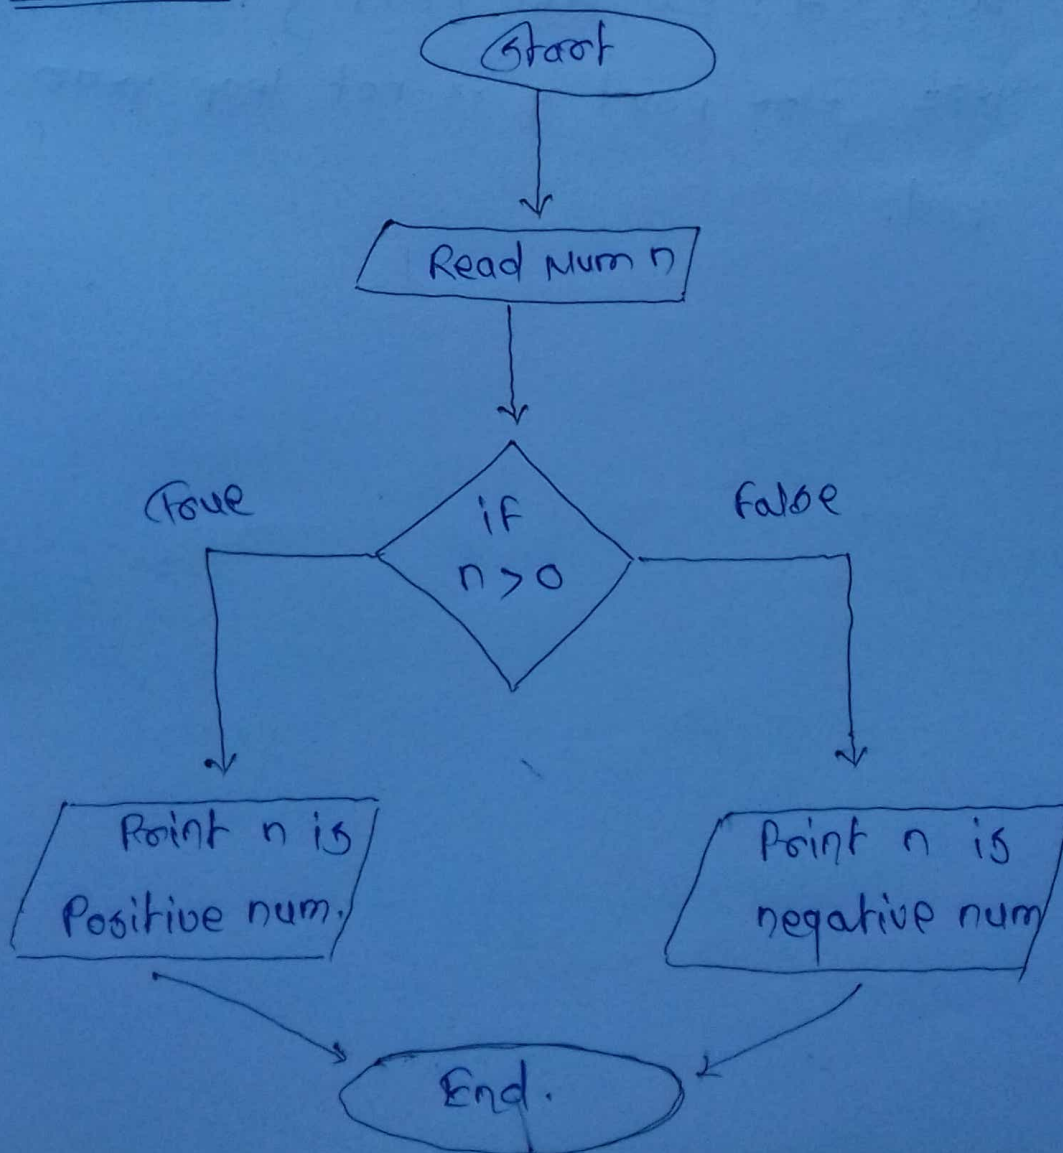 Start
Read Num n
True
if
n > 0
False
Print n is
Positive num.
Print n is
negative num
End.